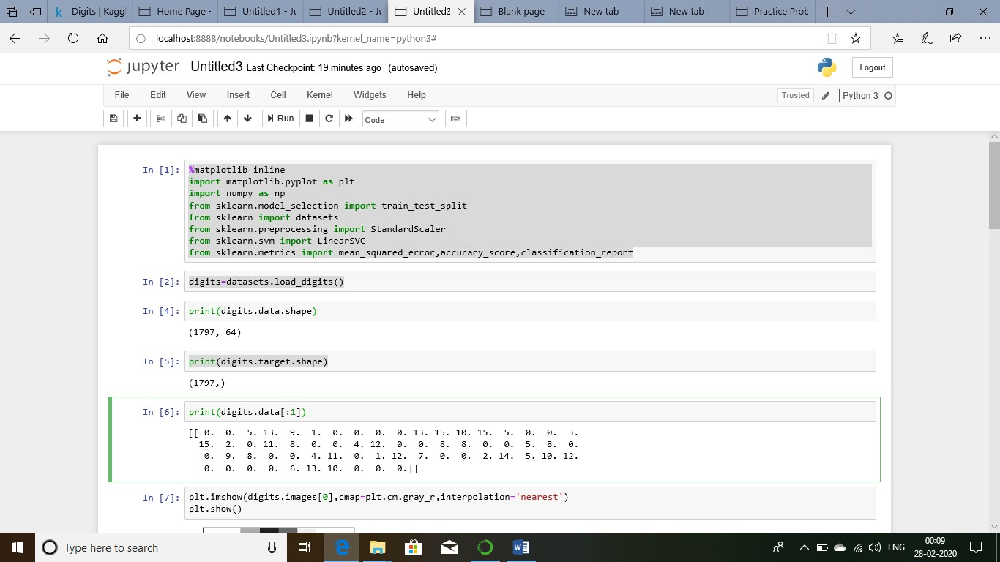 Digits | Kaggl
Home Page -
Untitled1 - Ju
Untitled2 - Ju
Untitled3
Blank page
New tab
New tab
Practice Prob
localhost:8888/notebooks/Untitled3.ipynb?kernel_name=python3#
jupyter Untitled3 Last Checkpoint: 19 minutes ago (autosaved)
Logout
File Edit View Insert Cell Kernel Widgets Help
Trusted
Python 3
Run
Code
In [1]: %matplotlib inline
import matplotlib.pyplot as plt
import numpy as np
from sklearn.model_selection import train_test_split
from sklearn import datasets
from sklearn.preprocessing import StandardScaler
from sklearn.svm import LinearSVC
from sklearn.metrics import mean_squared_error,accuracy_score,classification_report
In [2]: digits=datasets.load_digits()
In [4]: print(digits.data.shape)
(1797, 64)
In [5]: print(digits.target.shape)
(1797,)
In [6]: print(digits.data[:1])
[[ 0.  0.  5. 13.  9.  1.  0.  0.  0.  0. 13. 15. 10. 15.  5.  0.  0.  3.
15.  2.  0. 11.  8.  0.  0.  4. 12.  0.  0.  8.  8.  0.  0.  5.  8.  0.
0.  9.  8.  0.  0.  4. 11.  0.  1. 12.  7.  0.  0.  2. 14.  5. 10. 12.
0.  0.  0.  0.  6. 13. 10.  0.  0.  0.]]
In [7]: plt.imshow(digits.images[0],cmap=plt.cm.gray_r,interpolation='nearest')
plt.show()
Type here to search
ENG
00:09
28-02-2020